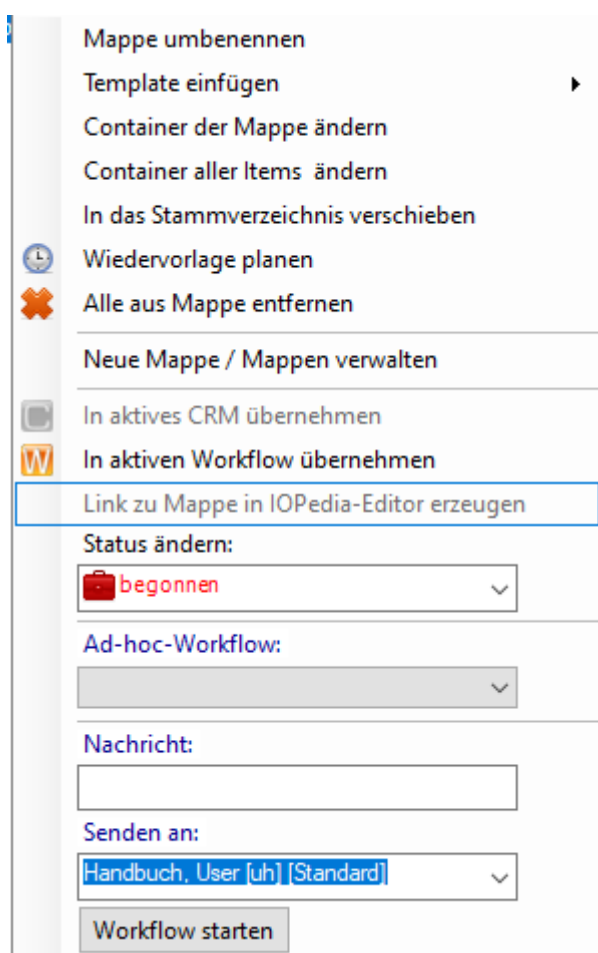 Mappe umbenennen
Template einfügen
Container der Mappe ändern
Container aller Items  ändern
In das Stammverzeichnis verschieben
Wiedervorlage planen
Alle aus Mappe entfernen
Neue Mappe / Mappen verwalten
In aktives CRM übernehmen
In aktiven Workflow übernehmen
Link zu Mappe in IOPedia-Editor erzeugen
Status ändern:
begonnen
Ad-hoc-Workflow:
Nachricht:
Senden an:
Handbuch, User [uh] [Standard]
Workflow starten